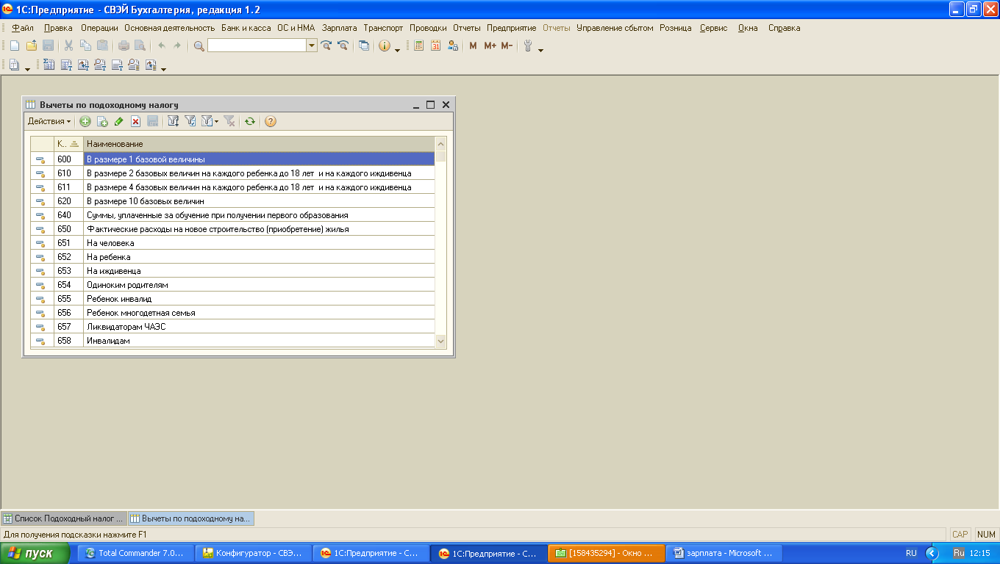 1С:Предприятие - СВЭЙ Бухгалтерия, редакция 1.2
Файл Правка Операции Основная деятельность Банк и касса ОС и НМА Зарплата Транспорт Проводки Отчеты Предприятие Отчеты Управление сбытом Розница Сервис Окна Справка
M M+ M-
Вычеты по подоходному налогу
Действия
К.. Наименование
600 В размере 1 базовой величины
610 В размере 2 базовых величин на каждого ребенка до 18 лет и на каждого иждивенца
611 В размере 4 базовых величин на каждого ребенка до 18 лет и на каждого иждивенца
620 В размере 10 базовых величин
640 Суммы, уплаченные за обучение при получении первого образования
650 Фактические расходы на новое строительство (приобретение) жилья
651 На человека
652 На ребенка
653 На иждивенца
654 Одиноким родителям
655 Ребенок инвалид
656 Ребенок многодетная семья
657 Ликвидаторам ЧАЭС
658 Инвалидам
Список Подоходный налог ... Вычеты по подоходному на...
Для получения подсказки нажмите F1 CAP NUM
пуск Total Commander 7.0... Конфигуратор - СВЭ... 1С:Предприятие - С... 1С:Предприятие - С... [158435294] - Окно ... зарплата - Microsoft ... RU Ru 12:15